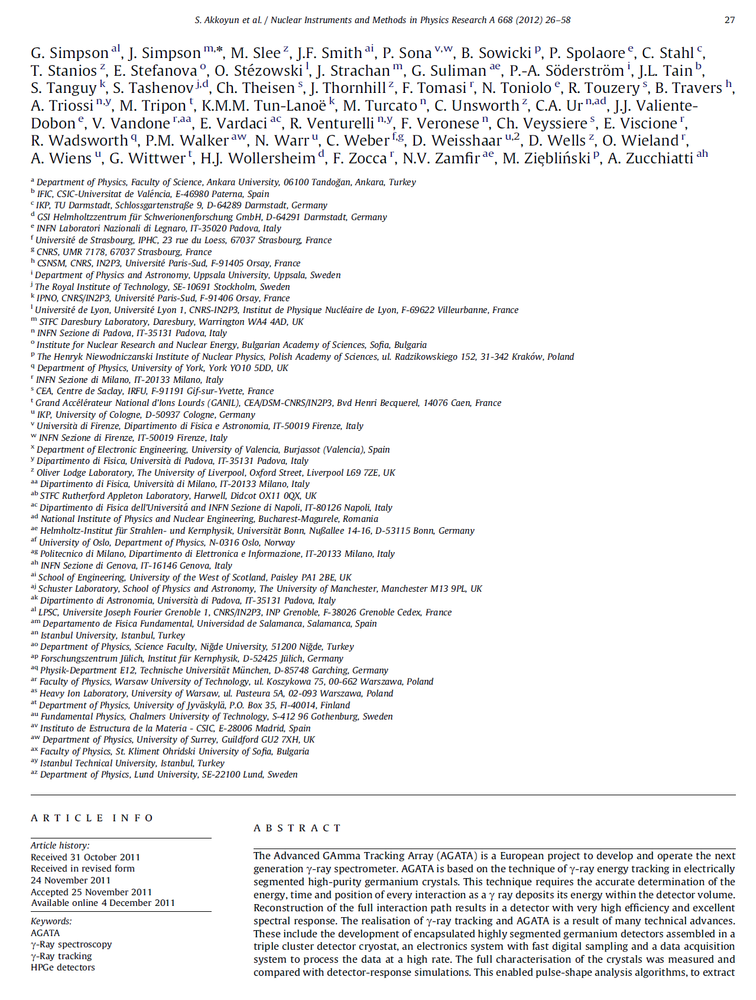 S. Akkoyun et al. / Nuclear Instruments and Methods in Physics Research A 668 (2012) 26–58 27
G. Simpson al, J. Simpson m,*, M. Slee z, J.F. Smith ai, P. Sona v,w, B. Sowicki p, P. Spolaore e, C. Stahl c,
T. Stanios z, E. Stefanova o, O. Stézowski l, J. Strachan m, G. Suliman ae, P.-A. Söderström i, J.L. Tain b,
S. Tanguy k, S. Tashenov j,d, Ch. Theisen s, J. Thornhill z, F. Tomasi r, N. Toniolo e, R. Touzery s, B. Travers h,
A. Triossi n,y, M. Tripon t, K.M.M. Tun-Lanoë k, M. Turcato n, C. Unsworth z, C.A. Ur n,ad, J.J. Valiente-
Dobon e, V. Vandone r,aa, E. Vardaci ac, R. Venturelli n,y, F. Veronese n, Ch. Veyssiere s, E. Viscione r,
R. Wadsworth q, P.M. Walker aw, N. Warr u, C. Weber f,g, D. Weisshaar u,2, D. Wells z, O. Wieland r,
A. Wiens u, G. Wittwer t, H.J. Wollersheim d, F. Zocca r, N.V. Zamfir ae, M. Ziębliński p, A. Zucchiatti ah
a Department of Physics, Faculty of Science, Ankara University, 06100 Tandoğan, Ankara, Turkey
b IFIC, CSIC-Universitat de Valéncia, E-46980 Paterna, Spain
c IKP, TU Darmstadt, Schlossgartenstraße 9, D-64289 Darmstadt, Germany
d GSI Helmholtzzentrum für Schwerionenforschung GmbH, D-64291 Darmstadt, Germany
e INFN Laboratori Nazionali di Legnaro, IT-35020 Padova, Italy
f Université de Strasbourg, IPHC, 23 rue du Loess, 67037 Strasbourg, France
g CNRS, UMR 7178, 67037 Strasbourg, France
h CSNSM, CNRS, IN2P3, Université Paris-Sud, F-91405 Orsay, France
i Department of Physics and Astronomy, Uppsala University, Uppsala, Sweden
j The Royal Institute of Technology, SE-10691 Stockholm, Sweden
k IPNO, CNRS/IN2P3, Université Paris-Sud, F-91406 Orsay, France
l Université de Lyon, Université Lyon 1, CNRS-IN2P3, Institut de Physique Nucléaire de Lyon, F-69622 Villeurbanne, France
m STFC Daresbury Laboratory, Daresbury, Warrington WA4 4AD, UK
n INFN Sezione di Padova, IT-35131 Padova, Italy
o Institute for Nuclear Research and Nuclear Energy, Bulgarian Academy of Sciences, Sofia, Bulgaria
p The Henryk Niewodniczanski Institute of Nuclear Physics, Polish Academy of Sciences, ul. Radzikowskiego 152, 31-342 Kraków, Poland
q Department of Physics, University of York, York YO10 5DD, UK
r INFN Sezione di Milano, IT-20133 Milano, Italy
s CEA, Centre de Saclay, IRFU, F-91191 Gif-sur-Yvette, France
t Grand Accélérateur National d'Ions Lourds (GANIL), CEA/DSM-CNRS/IN2P3, Bvd Henri Becquerel, 14076 Caen, France
u IKP, University of Cologne, D-50937 Cologne, Germany
v Università di Firenze, Dipartimento di Fisica e Astronomia, IT-50019 Firenze, Italy
w INFN Sezione di Firenze, IT-50019 Firenze, Italy
x Department of Electronic Engineering, University of Valencia, Burjassot (Valencia), Spain
y Dipartimento di Fisica, Università di Padova, IT-35131 Padova, Italy
z Oliver Lodge Laboratory, The University of Liverpool, Oxford Street, Liverpool L69 7ZE, UK
aa Dipartimento di Fisica, Università di Milano, IT-20133 Milano, Italy
ab STFC Rutherford Appleton Laboratory, Harwell, Didcot OX11 0QX, UK
ac Dipartimento di Fisica dell'Universitá and INFN Sezione di Napoli, IT-80126 Napoli, Italy
ad National Institute of Physics and Nuclear Engineering, Bucharest-Magurele, Romania
ae Helmholtz-Institut für Strahlen- und Kernphysik, Universität Bonn, Nußallee 14-16, D-53115 Bonn, Germany
af University of Oslo, Department of Physics, N-0316 Oslo, Norway
ag Politecnico di Milano, Dipartimento di Elettronica e Informazione, IT-20133 Milano, Italy
ah INFN Sezione di Genova, IT-16146 Genova, Italy
ai School of Engineering, University of the West of Scotland, Paisley PA1 2BE, UK
aj Schuster Laboratory, School of Physics and Astronomy, The University of Manchester, Manchester M13 9PL, UK
ak Dipartimento di Astronomia, Università di Padova, IT-35131 Padova, Italy
al LPSC, Universite Joseph Fourier Grenoble 1, CNRS/IN2P3, INP Grenoble, F-38026 Grenoble Cedex, France
am Departamento de Fisica Fundamental, Universidad de Salamanca, Salamanca, Spain
an Istanbul University, Istanbul, Turkey
ao Department of Physics, Science Faculty, Niğde University, 51200 Niğde, Turkey
ap Forschungszentrum Jülich, Institut für Kernphysik, D-52425 Jülich, Germany
aq Physik-Department E12, Technische Universität München, D-85748 Garching, Germany
ar Faculty of Physics, Warsaw University of Technology, ul. Koszykowa 75, 00-662 Warszawa, Poland
as Heavy Ion Laboratory, University of Warsaw, ul. Pasteura 5A, 02-093 Warszawa, Poland
at Department of Physics, University of Jyväskylä, P.O. Box 35, FI-40014, Finland
au Fundamental Physics, Chalmers University of Technology, S-412 96 Gothenburg, Sweden
av Instituto de Estructura de la Materia - CSIC, E-28006 Madrid, Spain
aw Department of Physics, University of Surrey, Guildford GU2 7XH, UK
ax Faculty of Physics, St. Kliment Ohridski University of Sofia, Bulgaria
ay Istanbul Technical University, Istanbul, Turkey
az Department of Physics, Lund University, SE-22100 Lund, Sweden
ARTICLE INFO
Article history:
Received 31 October 2011
Received in revised form
24 November 2011
Accepted 25 November 2011
Available online 4 December 2011
Keywords:
AGATA
γ-Ray spectroscopy
γ-Ray tracking
HPGe detectors
ABSTRACT
The Advanced GAmma Tracking Array (AGATA) is a European project to develop and operate the next
generation γ-ray spectrometer. AGATA is based on the technique of γ-ray energy tracking in electrically
segmented high-purity germanium crystals. This technique requires the accurate determination of the
energy, time and position of every interaction as a γ ray deposits its energy within the detector volume.
Reconstruction of the full interaction path results in a detector with very high efficiency and excellent
spectral response. The realisation of γ-ray tracking and AGATA is a result of many technical advances.
These include the development of encapsulated highly segmented germanium detectors assembled in a
triple cluster detector cryostat, an electronics system with fast digital sampling and a data acquisition
system to process the data at a high rate. The full characterisation of the crystals was measured and
compared with detector-response simulations. This enabled pulse-shape analysis algorithms, to extract